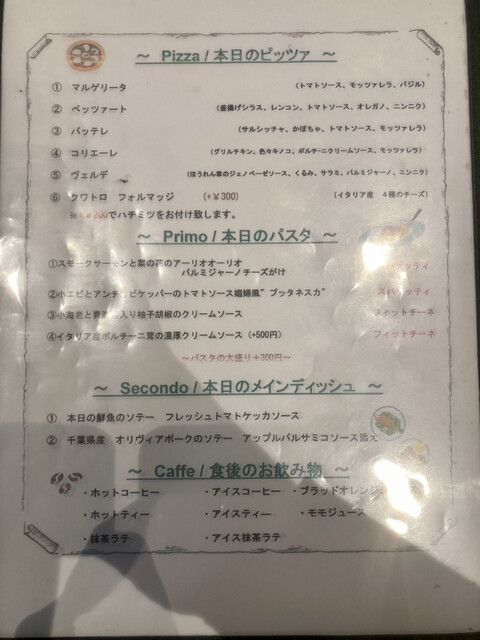 ～ Pizza / 本日のピッツァ ～
① マルゲリータ (トマトソース、モッツァレラ、バジル)
② ペッツァート (釜揚げシラス、レンコン、トマトソース、オレガノ、ニンニク)
③ バッテレ (サルシッチャ、かぼちゃ、トマトソース、モッツァレラ)
④ コリエーレ (グリルチキン、色々キノコ、ポルチーニクリームソース、モッツァレラ)
⑤ ヴェルデ (ほうれん草のジェノベーゼソース、くるみ、サラミ、パルミジャーノ、ニンニク)
⑥ クワトロ フォルマッジ (+￥300) (イタリア産 4種のチーズ)
※￥200でハチミツをお付け致します。
～ Primo / 本日のパスタ ～
①スモークサーモンと菜の花のアーリオオーリオ
パルミジャーノチーズがけ
②小エビとアンチョビケッパーのトマトソース娼婦風”プッタネスカ” スパゲッティ
③小海老と 入り柚子胡椒のクリームソース フィットチーネ
④イタリア産ポルチーニ茸の濃厚クリームソース (+500円) フィットチーネ
～パスタの大盛り+300円～
～ Secondo / 本日のメインディッシュ ～
① 本日の鮮魚のソテー フレッシュトマトケッカソース
② 千葉県産 オリヴィアポークのソテー アップルバルサミコソース添え
～ Caffe / 食後のお飲み物 ～
・ホットコーヒー ・アイスコーヒー ・ブラッドオレンジ
・ホットティー ・アイスティー ・モモジュース
・抹茶ラテ ・アイス抹茶ラテ